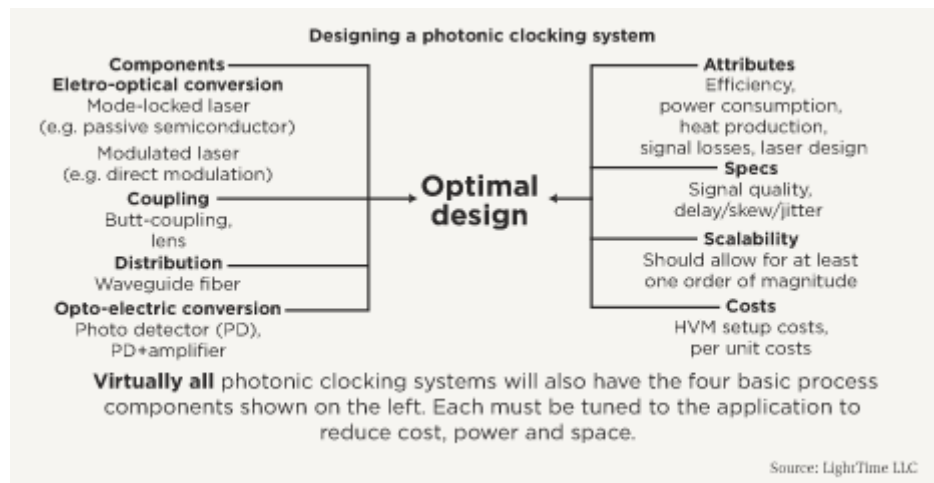 Designing a photonic clocking system
Components
Eletro-optical conversion
Mode-locked laser
(e.g. passive semiconductor)
Modulated laser
(e.g. direct modulation)
Coupling
Butt-coupling,
lens
Distribution
Waveguide fiber
Opto-electric conversion
Photo detector (PD),
PD+amplifier
Optimal
design
Attributes
Efficiency,
power consumption,
heat production,
signal losses, laser design
Specs
Signal quality,
delay/skew/jitter
Scalability
Should allow for at least
one order of magnitude
Costs
HVM setup costs,
per unit costs
Virtually all photonic clocking systems will also have the four basic process
components shown on the left. Each must be tuned to the application to
reduce cost, power and space.
Source: LightTime LLC